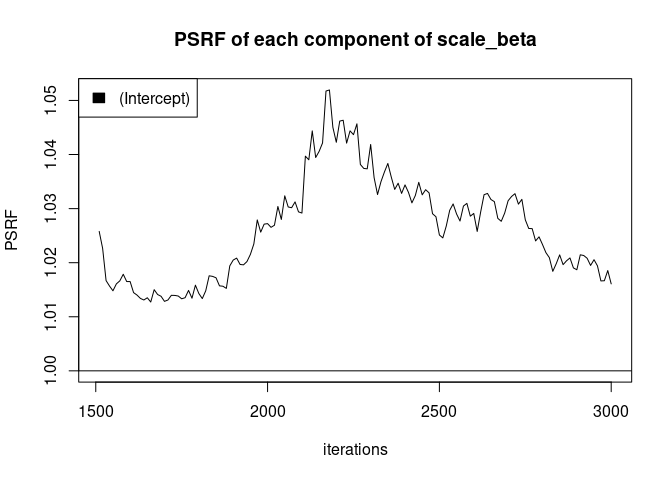 PSRF of each component of scale_beta
(Intercept)
PSRF
1.05
1.04
1.03
1.02
1.01
1.00
1500 2000 2500 3000
iterations